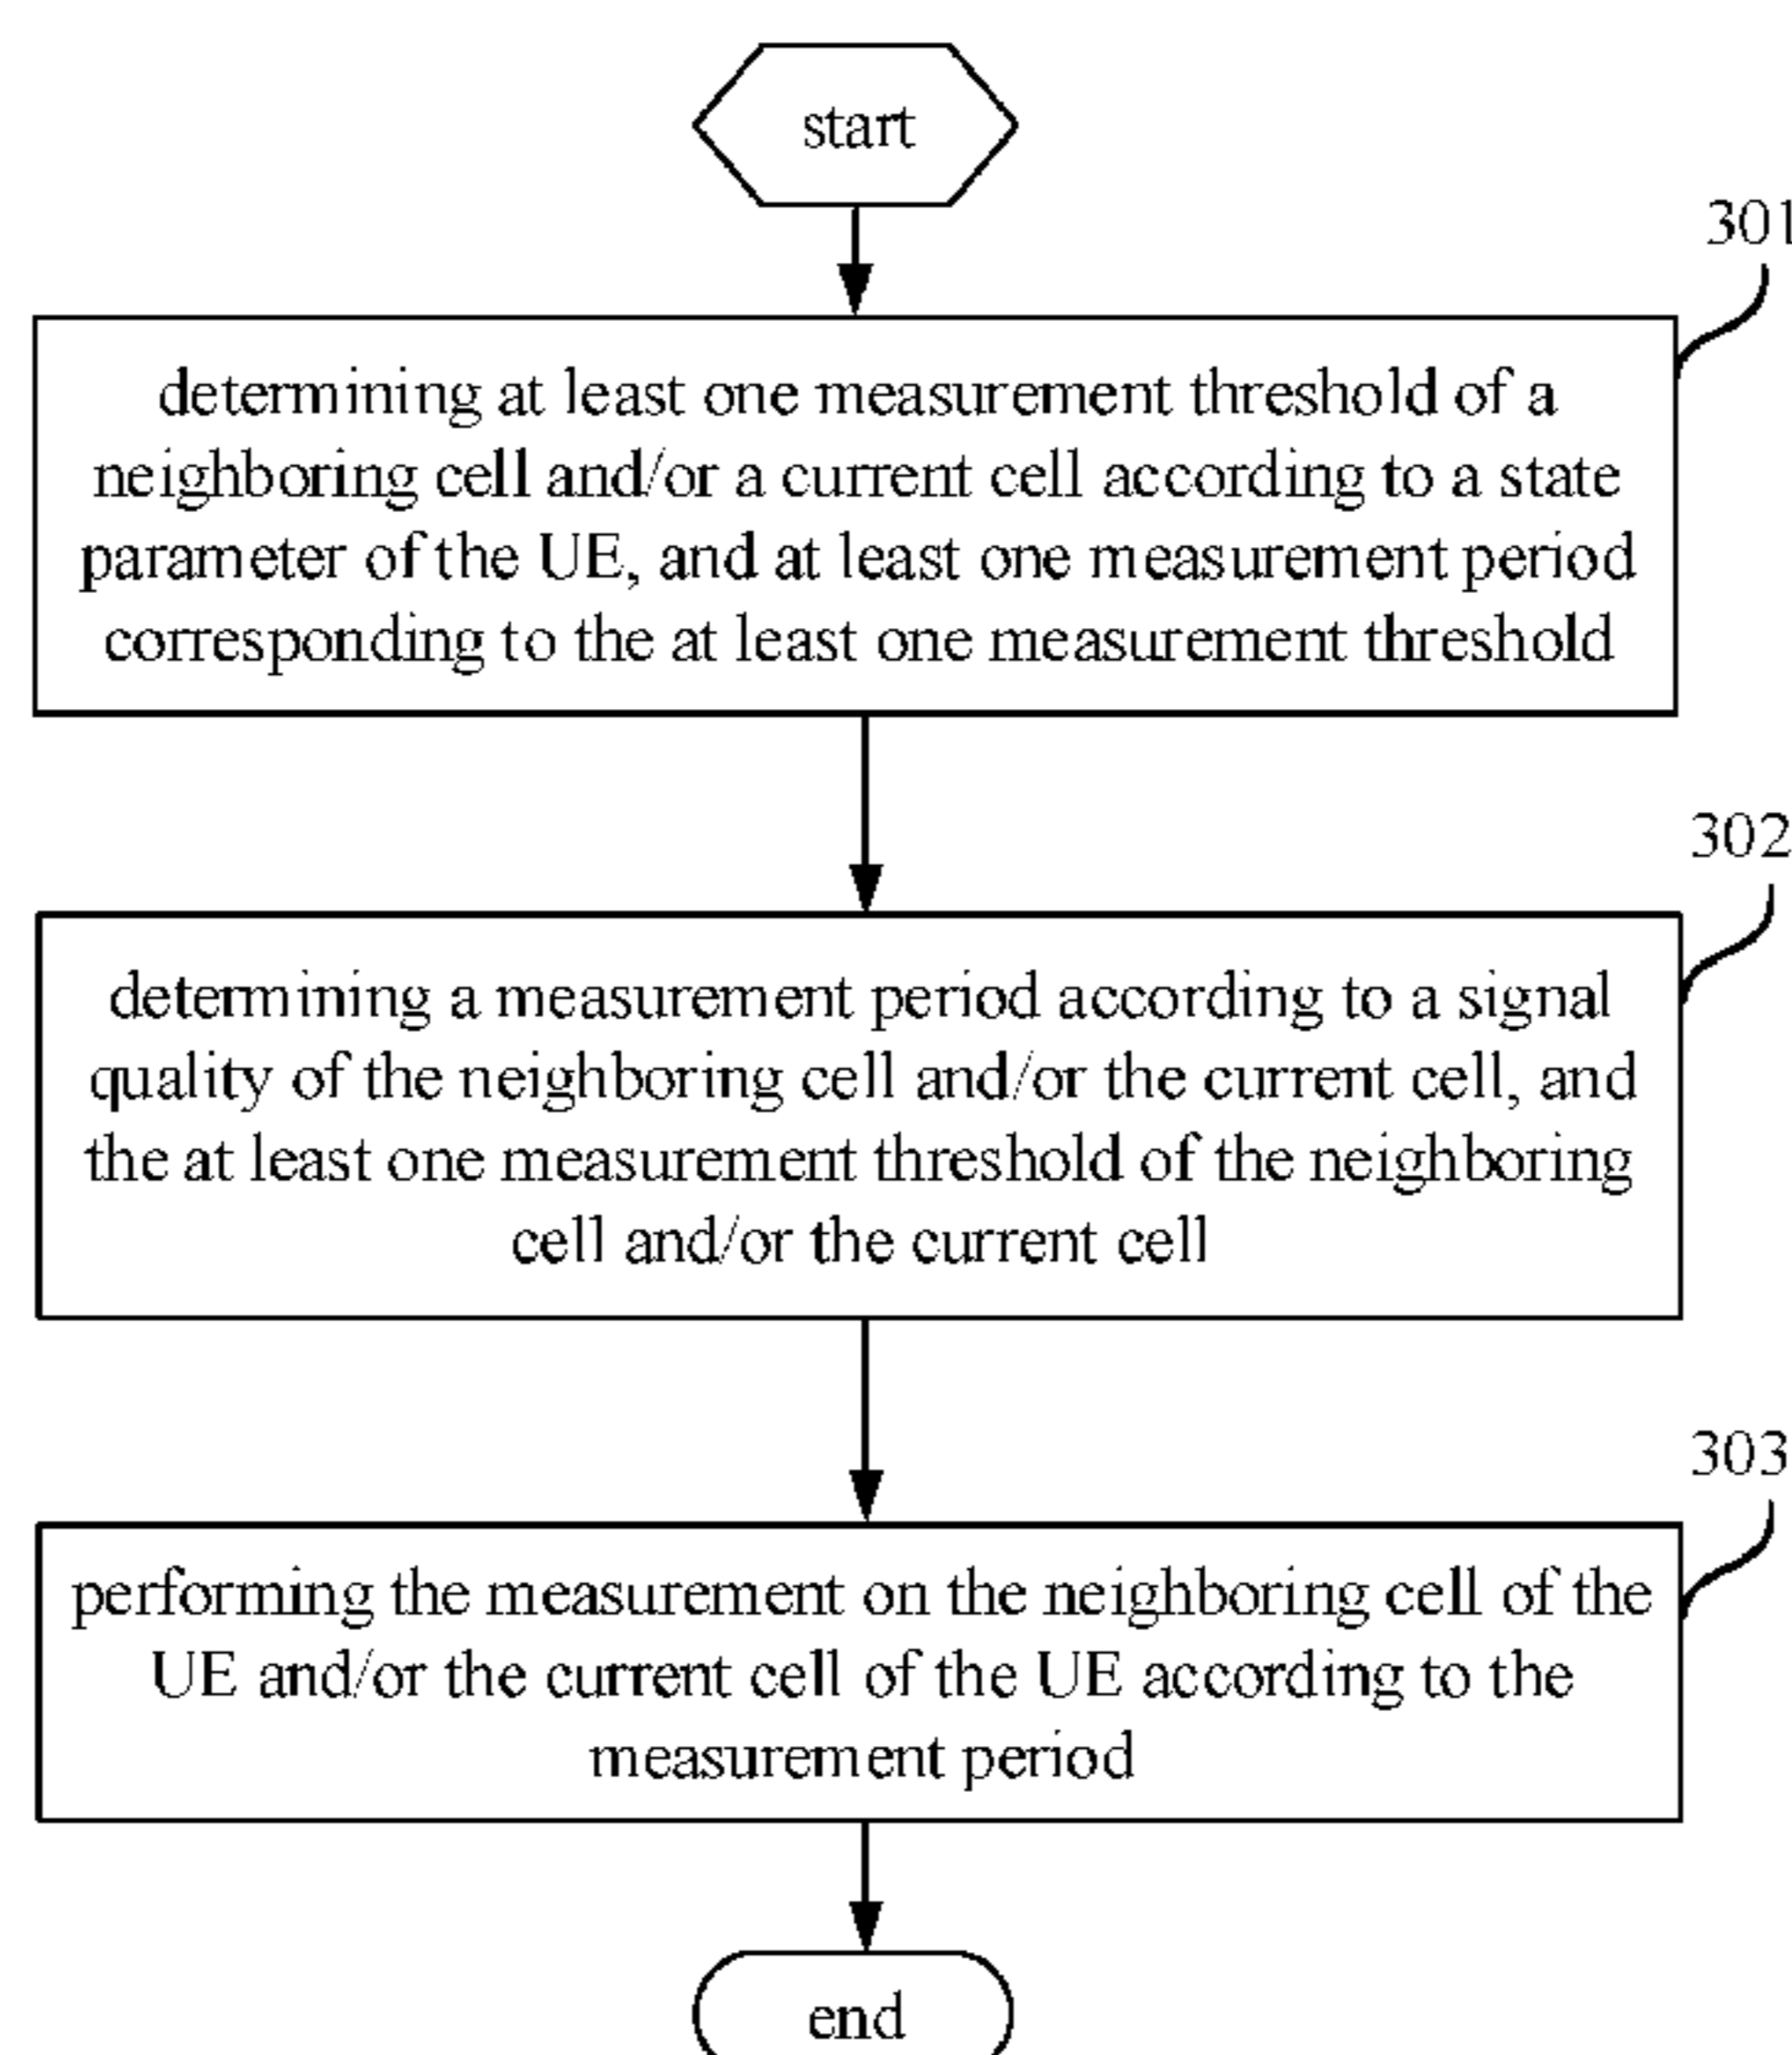 start
301
determining at least one measurement threshold of a
neighboring cell and/or a current cell according to a state
parameter of the UE, and at least one measurement period
corresponding to the at least one measurement threshold
302
determining a measurement period according to a signal
quality of the neighboring cell and/or the current cell, and
the at least one measurement threshold of the neighboring
cell and/or the current cell
303
performing the measurement on the neighboring cell of the
UE and/or the current cell of the UE according to the
measurement period
end